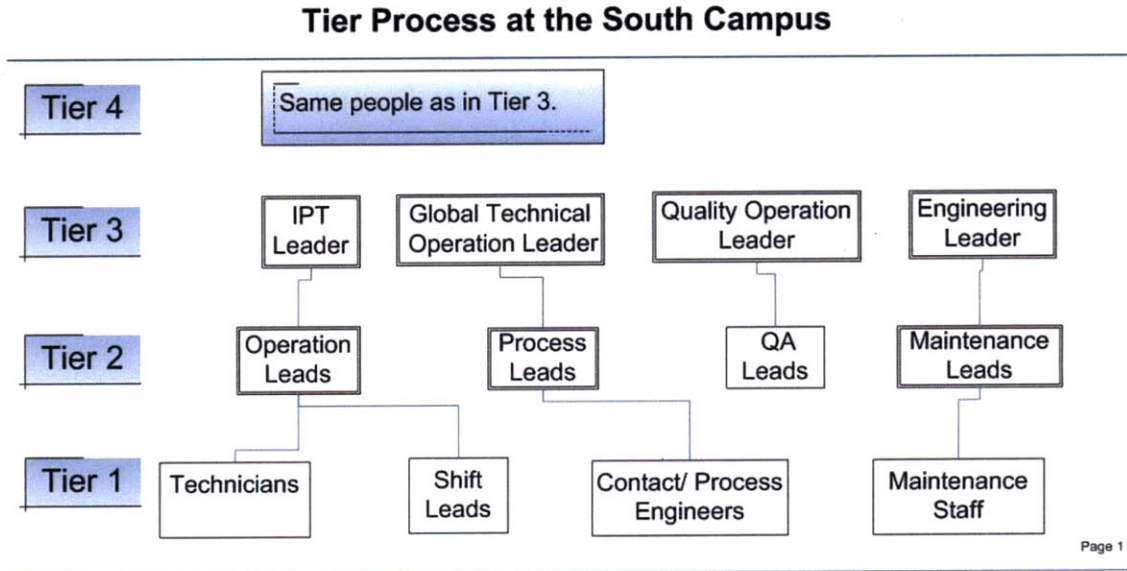 Tier Process at the South Campus
Tier 4
Same people as in Tier 3.
Tier 3
IPT
Leader
Global Technical
Operation Leader
Quality Operation
Leader
Engineering
Leader
Tier 2
Operation
Leads
Process
Leads
QA
Leads
Maintenance
Leads
Tier 1
Technicians
Shift
Leads
Contact/ Process
Engineers
Maintenance
Staff
Page 1